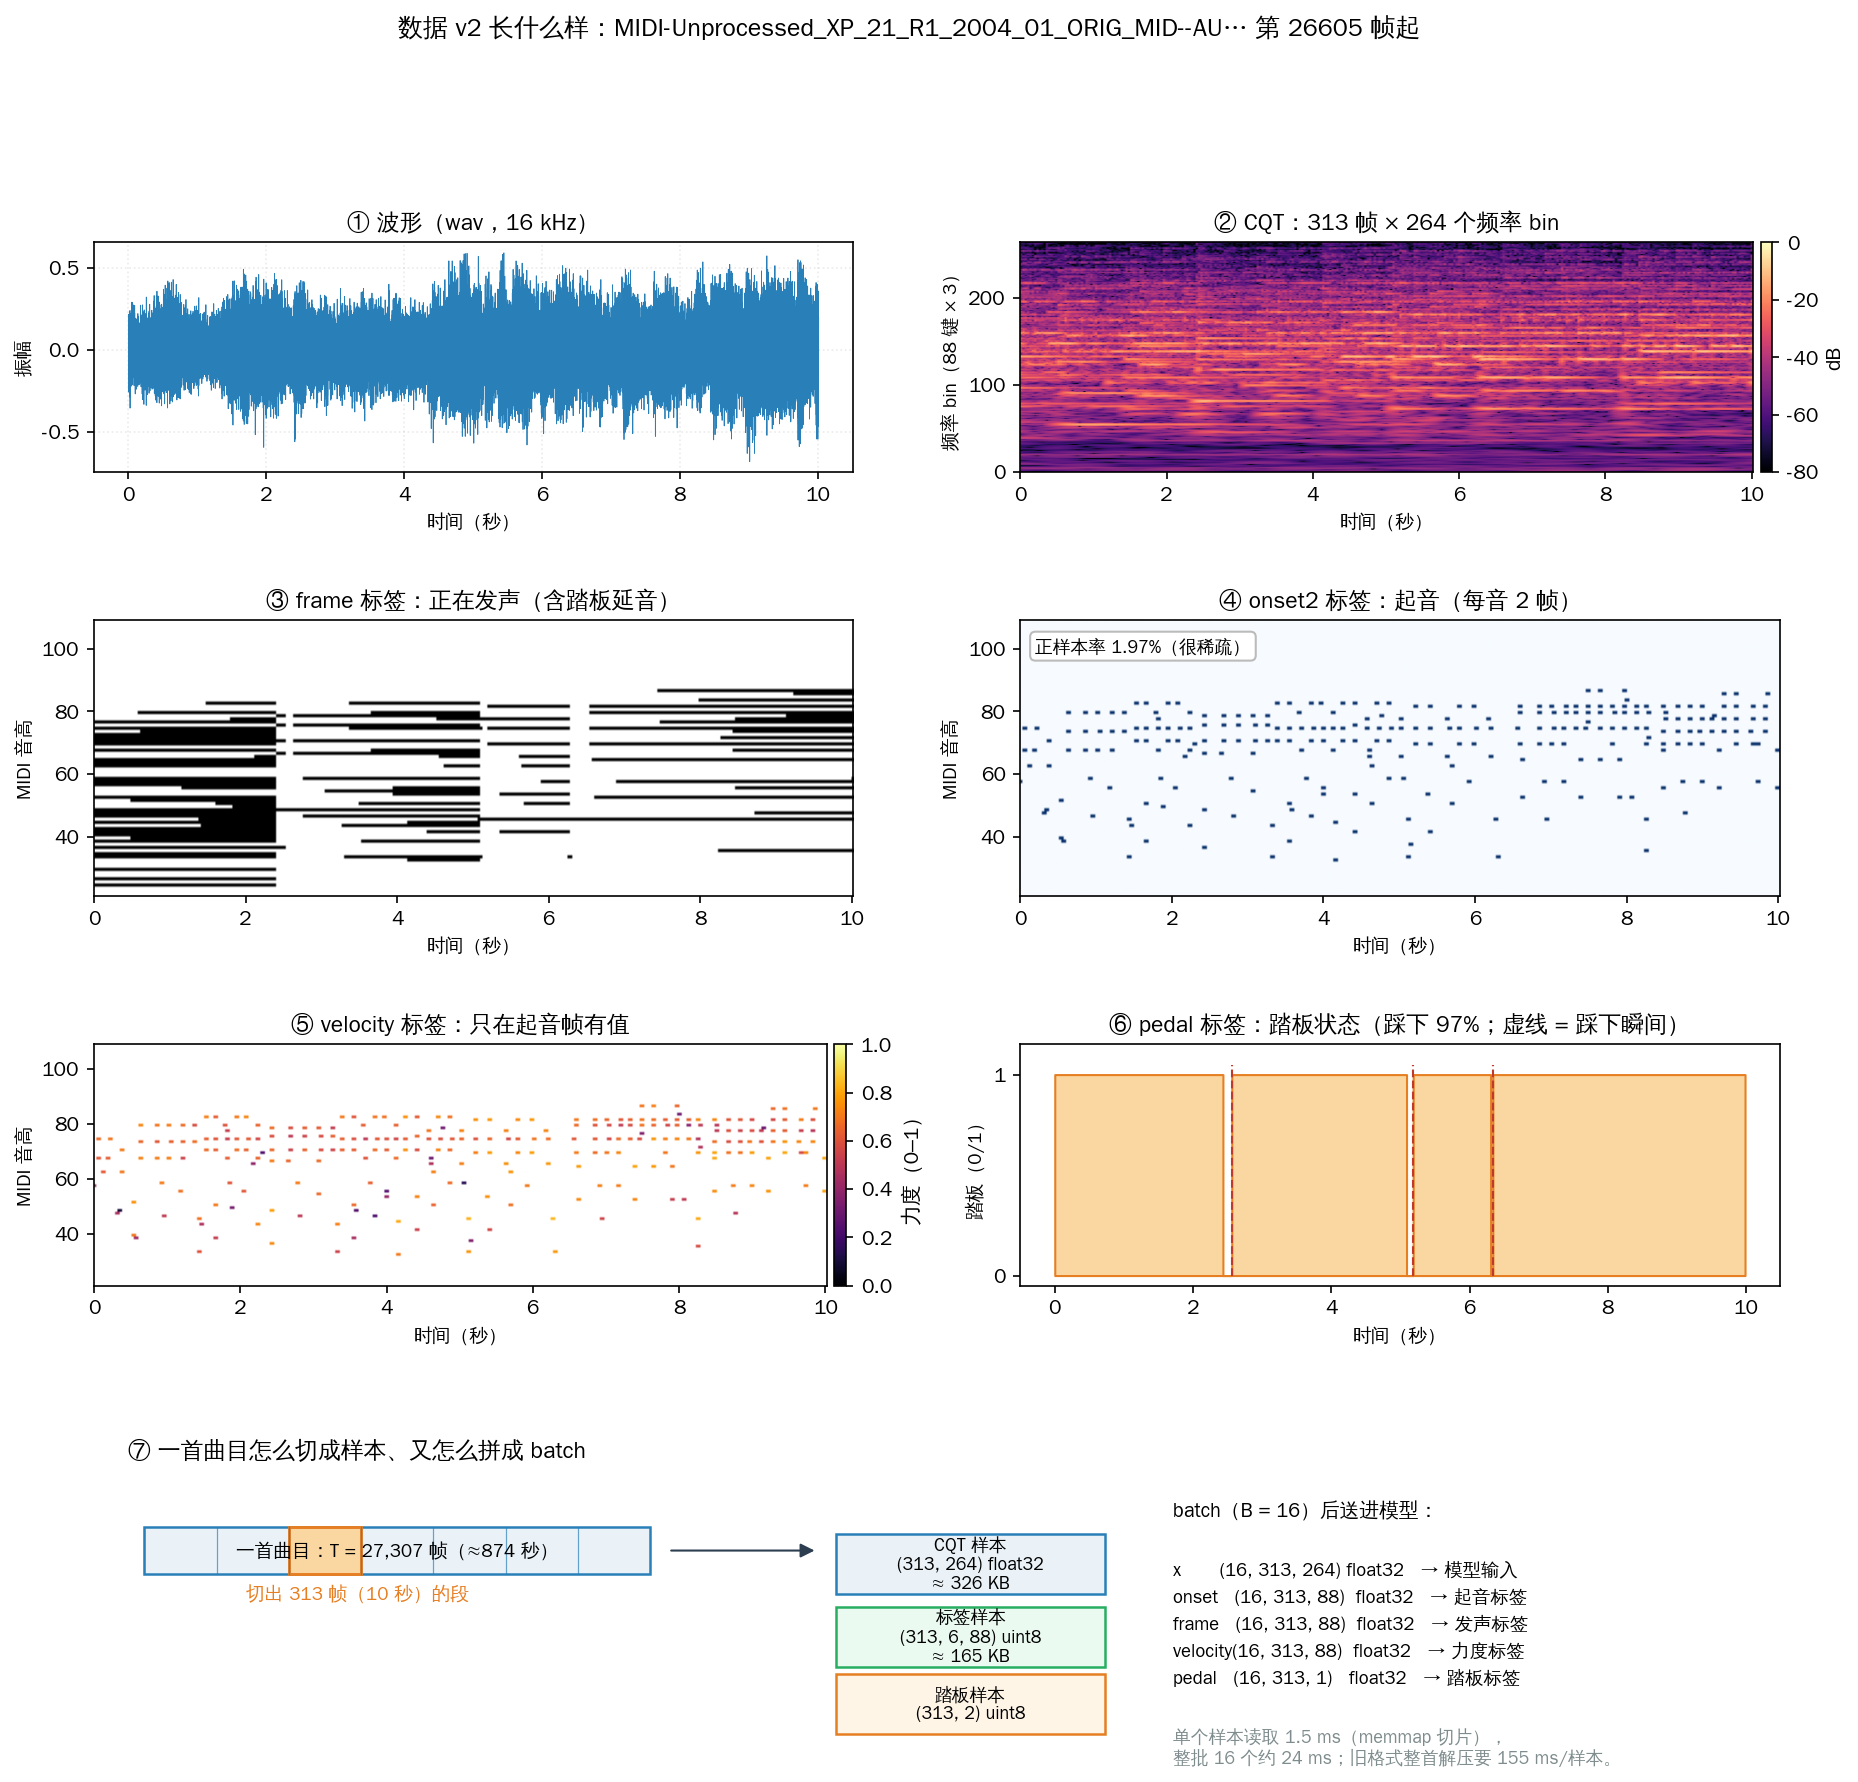 数据 v2 长什么样：MIDI-Unprocessed_XP_21_R1_2004_01_ORIG_MID--AU⋯ 第 26605 帧起
① 波形（wav，16 kHz）
0.5
0.0
-0.5
振幅
0 2 4 6 8 10
时间（秒）
② CQT：313 帧 × 264 个频率 bin
200
100
0
频率 bin（88 键 × 3）
0 2 4 6 8 10
时间（秒）
0
-20
-40
-60
-80
dB
③ frame 标签：正在发声（含踏板延音）
100
80
60
40
MIDI 音高
0 2 4 6 8 10
时间（秒）
④ onset2 标签：起音（每音 2 帧）
正样本率 1.97%（很稀疏）
100
80
60
40
MIDI 音高
0 2 4 6 8 10
时间（秒）
⑤ velocity 标签：只在起音帧有值
100
80
60
40
MIDI 音高
0 2 4 6 8 10
时间（秒）
1.0
0.8
0.6
0.4
0.2
0.0
力度（0–1）
⑥ pedal 标签：踏板状态（踩下 97%；虚线 = 踩下瞬间）
1
0
踏板（0/1）
0 2 4 6 8 10
时间（秒）
⑦ 一首曲目怎么切成样本、又怎么拼成 batch
一首曲目：T = 27,307 帧（≈874 秒）
切出 313 帧（10 秒）的段
CQT 样本
(313, 264) float32
≈ 326 KB
标签样本
(313, 6, 88) uint8
≈ 165 KB
踏板样本
(313, 2) uint8
batch（B = 16）后送进模型：
x (16, 313, 264) float32 → 模型输入
onset (16, 313, 88) float32 → 起音标签
frame (16, 313, 88) float32 → 发声标签
velocity(16, 313, 88) float32 → 力度标签
pedal (16, 313, 1) float32 → 踏板标签
单个样本读取 1.5 ms（memmap 切片），
整批 16 个约 24 ms；旧格式整首解压要 155 ms/样本。